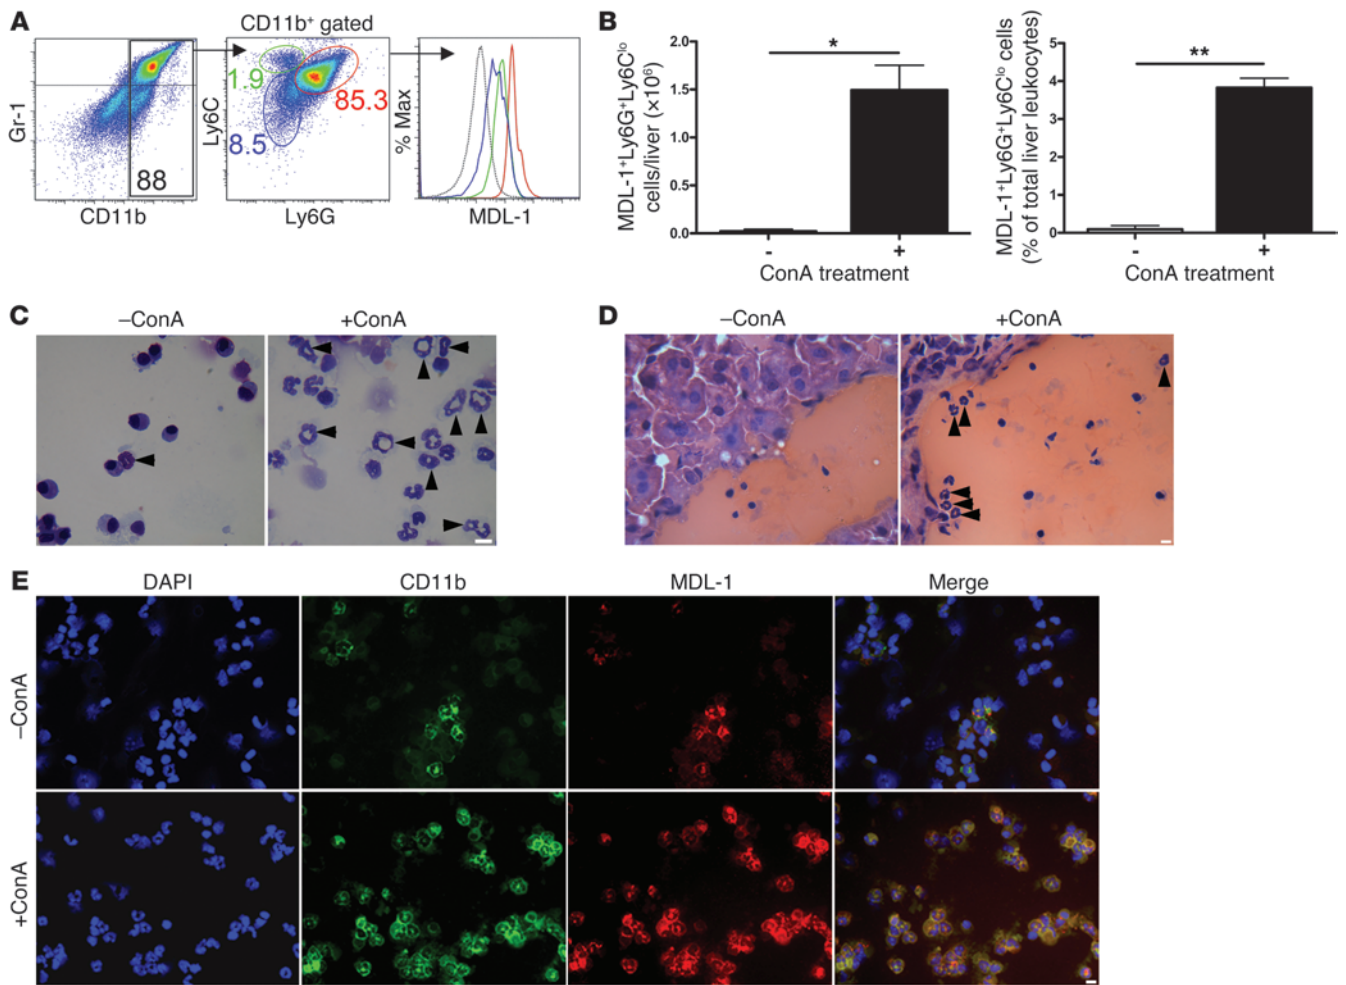 A
CD11b⁺ gated
Gr-1
88
CD11b
Ly6C
1.9
85.3
8.5
Ly6G
% Max
MDL-1
B
MDL-1⁺Ly6G⁺Ly6Cˡᵒ
cells/liver (×10⁶)
2.0
1.5
1.0
0.5
0.0
*
- +
ConA treatment
MDL-1⁺Ly6G⁺Ly6Cˡᵒ cells
(% of total liver leukocytes)
5
4
3
2
1
0
**
- +
ConA treatment
C
–ConA +ConA
D
–ConA +ConA
E
DAPI CD11b MDL-1 Merge
–ConA
+ConA